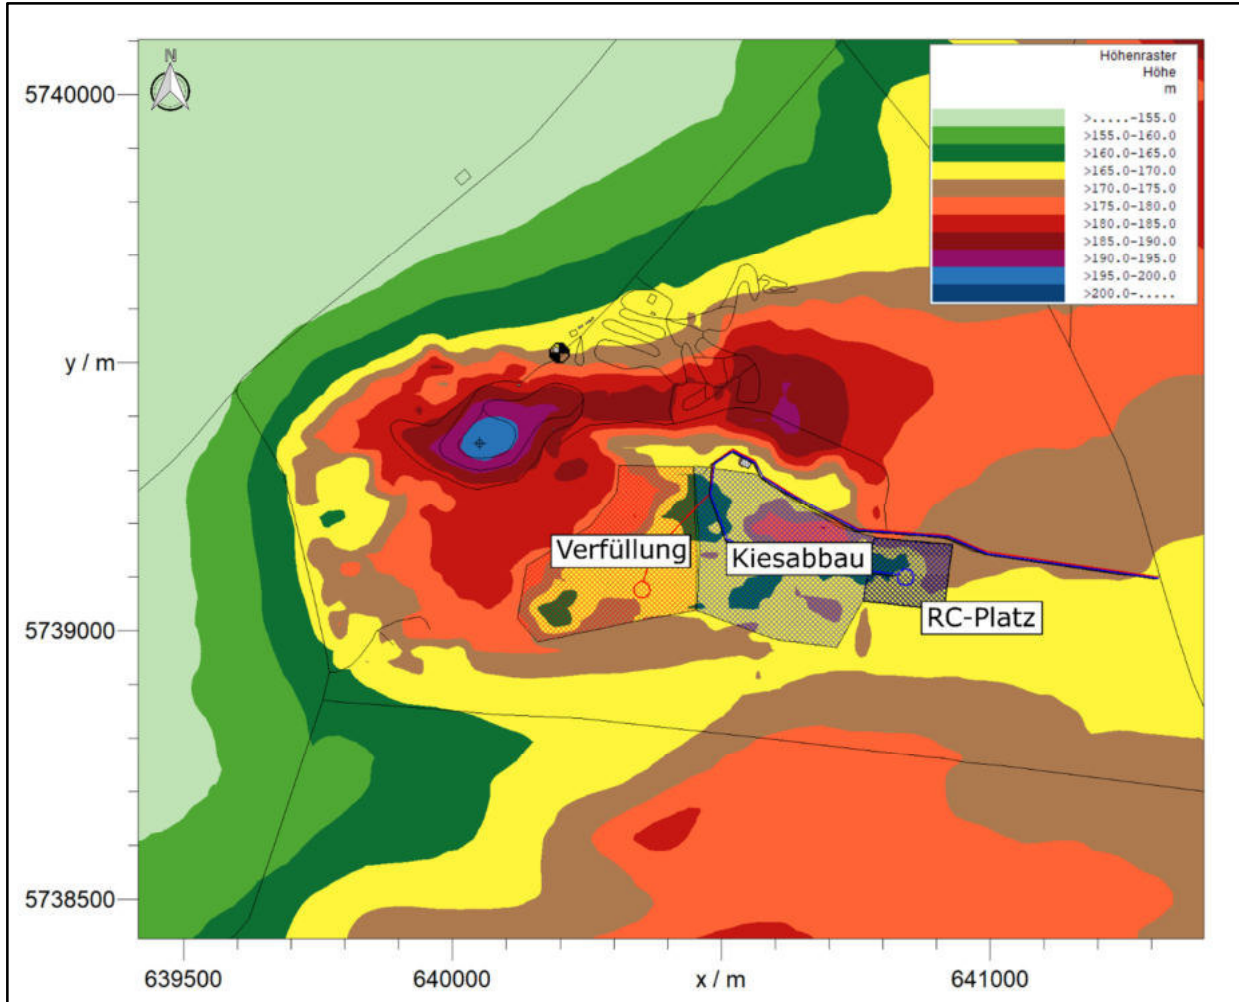 N
5740000
y / m
5739000
5738500
639500
640000
x / m
641000
Höhenraster
Höhe
m
>.....-155.0
>155.0-160.0
>160.0-165.0
>165.0-170.0
>170.0-175.0
>175.0-180.0
>180.0-185.0
>185.0-190.0
>190.0-195.0
>195.0-200.0
>200.0-.....
Verfüllung
Kiesabbau
RC-Platz